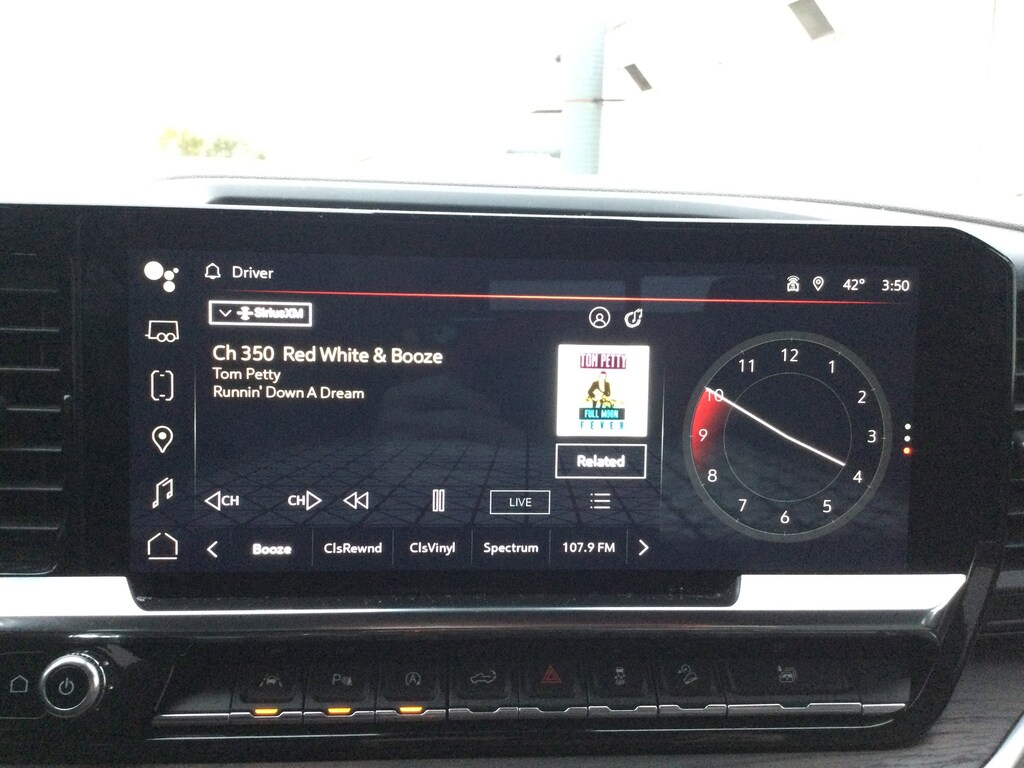 Driver
42° 3:50
SiriusXM
Ch 350 Red White & Booze
Tom Petty
Runnin' Down A Dream
TOM PETTY
FULL MOON
FEVER
Related
12
11 1
10 2
9 3
8 4
7 5
6
CH CH LIVE
Booze ClsRewnd ClsVinyl Spectrum 107.9 FM
P A